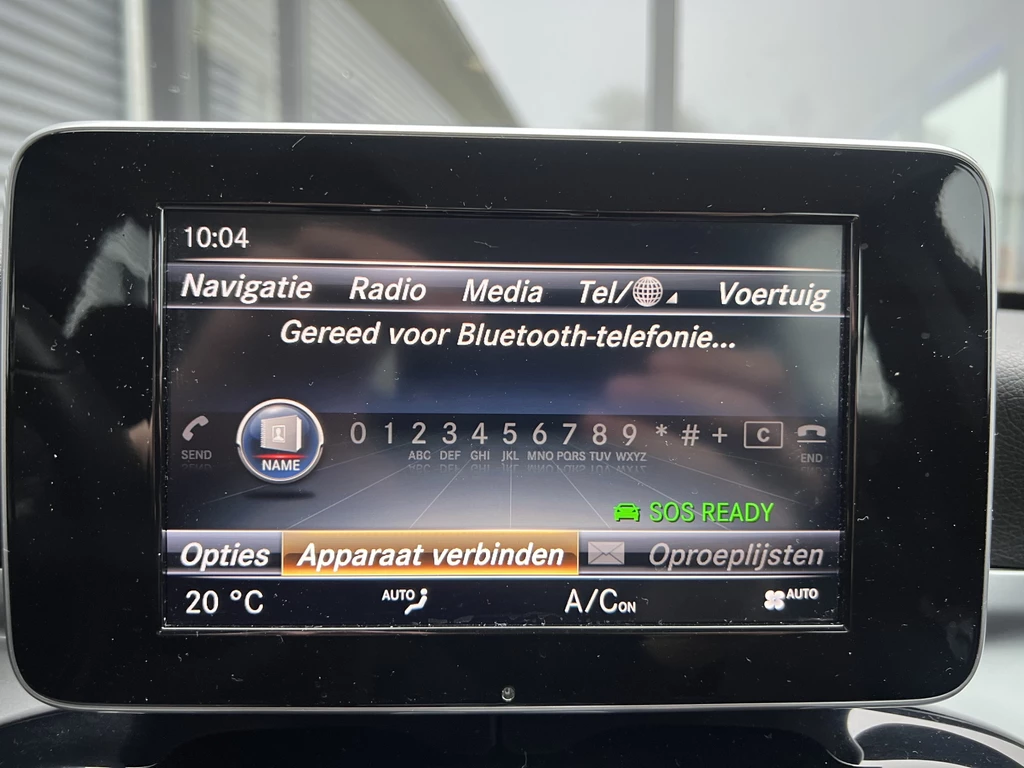 10:04
Navigatie Radio Media Tel/ Voertuig
Gereed voor Bluetooth-telefonie...
0 1 2 3 4 5 6 7 8 9 * # + C
SEND NAME ABC DEF GHI JKL MNO PQRS TUV WXYZ END
SOS READY
Opties Apparaat verbinden Oproeplijsten
20 °C AUTO A/C ON AUTO